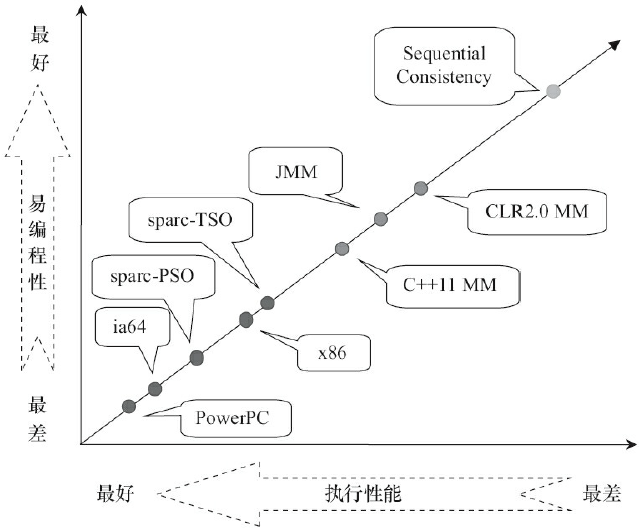 最好
Sequential
Consistency
JMM
CLR2.0 MM
sparc-TSO
易编程性
C++11 MM
sparc-PSO
ia64
x86
最差
PowerPC
最好
执行性能
最差